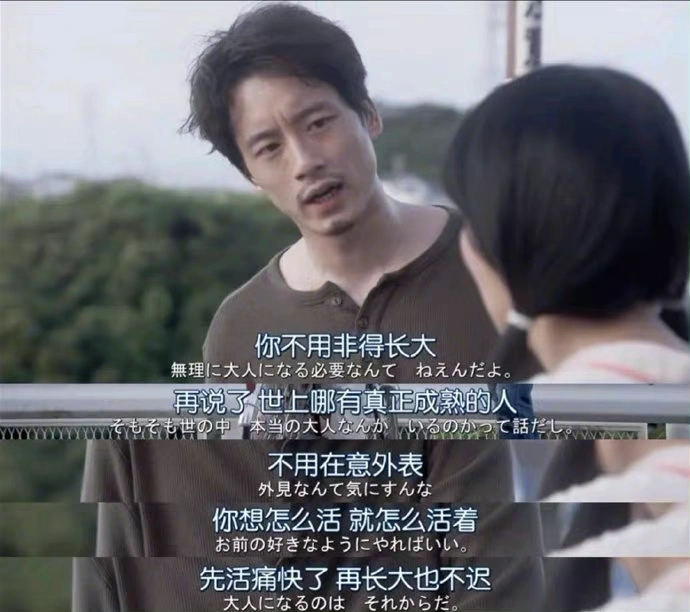 你不用非得长大
無理に大人になる必要なんて ねえんだよ。
再说了 世上哪有真正成熟的人
そもそも世の中 本当の大人なんか いるのかって話だし。
不用在意外表
外見なんて気にすんな
你想怎么活 就怎么活着
お前の好きなようにやればいい。
先活痛快了 再长大也不迟
大人になるのは それからだ。